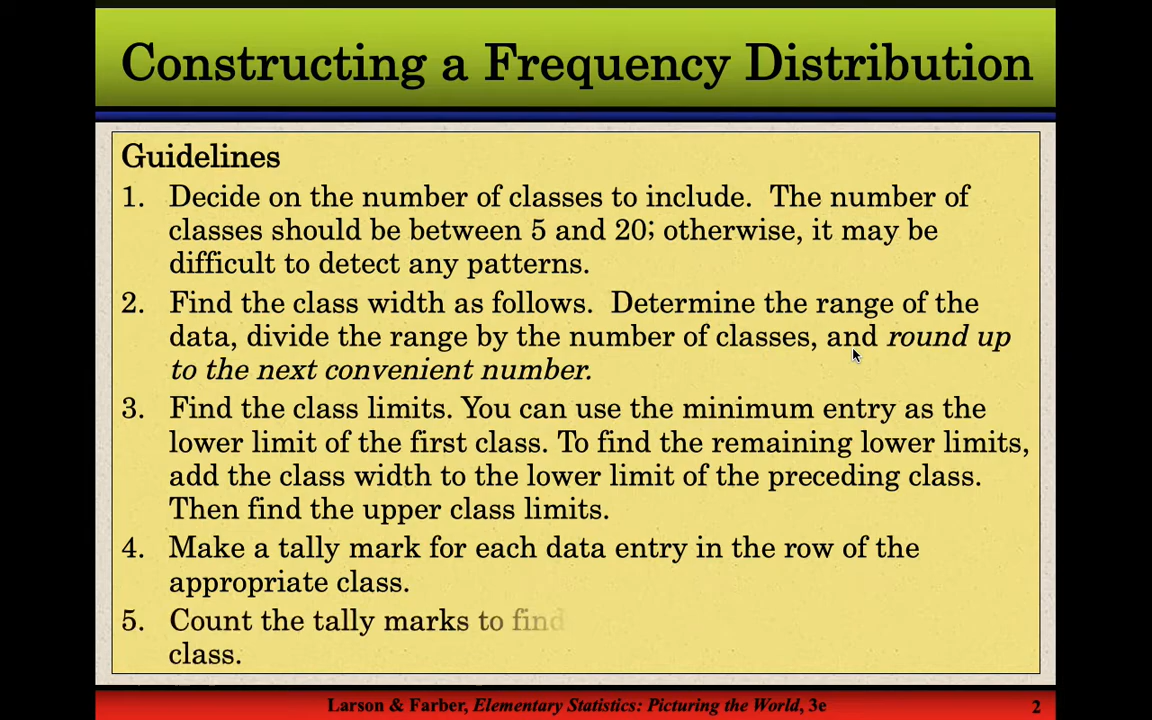 Constructing a Frequency Distribution
Guidelines
1. Decide on the number of classes to include. The number of
classes should be between 5 and 20; otherwise, it may be
difficult to detect any patterns.
2. Find the class width as follows. Determine the range of the
data, divide the range by the number of classes, and round up
to the next convenient number.
3. Find the class limits. You can use the minimum entry as the
lower limit of the first class. To find the remaining lower limits,
add the class width to the lower limit of the preceding class.
Then find the upper class limits.
4. Make a tally mark for each data entry in the row of the
appropriate class.
5. Count the tally marks to find
class.
Larson & Farber, Elementary Statistics: Picturing the World, 3e
2